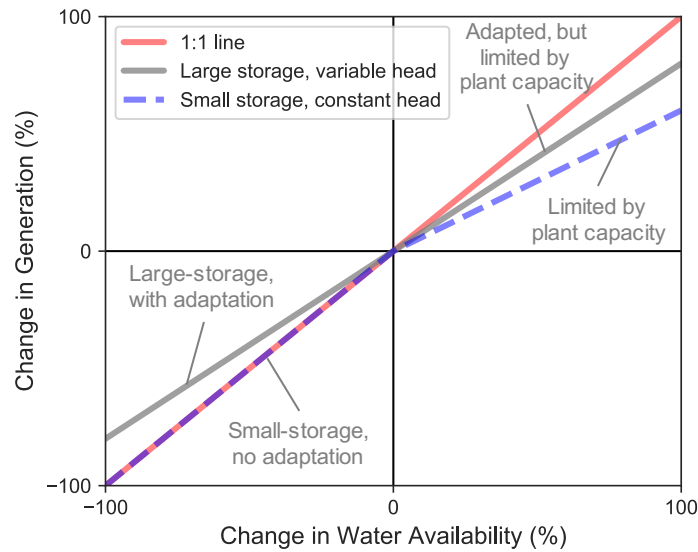 100
1:1 line
Large storage, variable head
Small storage, constant head
Adapted, but
limited by
plant capacity
Limited by
plant capacity
0
Large-storage,
with adaptation
Small-storage,
no adaptation
−100
−100
0
100
Change in Water Availability (%)
Change in Generation (%)